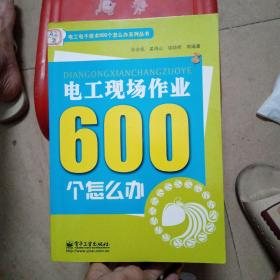 电工电子技术600个怎么办系列丛书
DIANGONGXIANCHANGZUOYE
电工现场作业
600
个怎么办
电子工业出版社